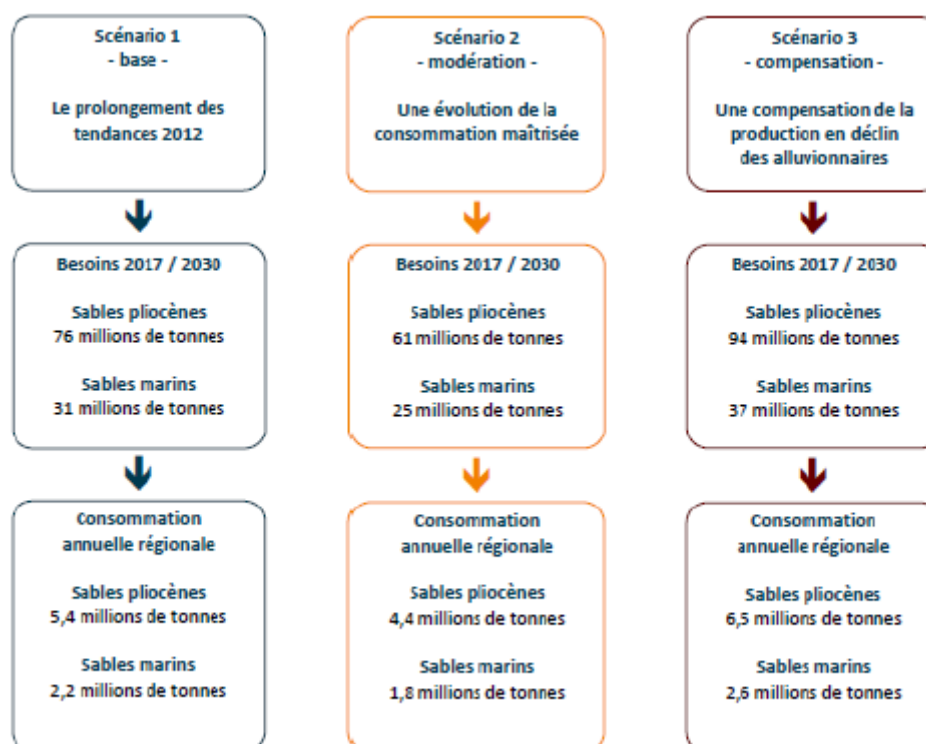 Scénario 1
- base -
Le prolongement des
tendances 2012
Besoins 2017 / 2030
Sables pliocènes
76 millions de tonnes
Sables marins
31 millions de tonnes
Consommation
annuelle régionale
Sables pliocènes
5,4 millions de tonnes
Sables marins
2,2 millions de tonnes
Scénario 2
- modération -
Une évolution de la
consommation maîtrisée
Besoins 2017 / 2030
Sables pliocènes
61 millions de tonnes
Sables marins
25 millions de tonnes
Consommation
annuelle régionale
Sables pliocènes
4,4 millions de tonnes
Sables marins
1,8 millions de tonnes
Scénario 3
- compensation -
Une compensation de la
production en déclin
des alluvionnaires
Besoins 2017 / 2030
Sables pliocènes
94 millions de tonnes
Sables marins
37 millions de tonnes
Consommation
annuelle régionale
Sables pliocènes
6,5 millions de tonnes
Sables marins
2,6 millions de tonnes